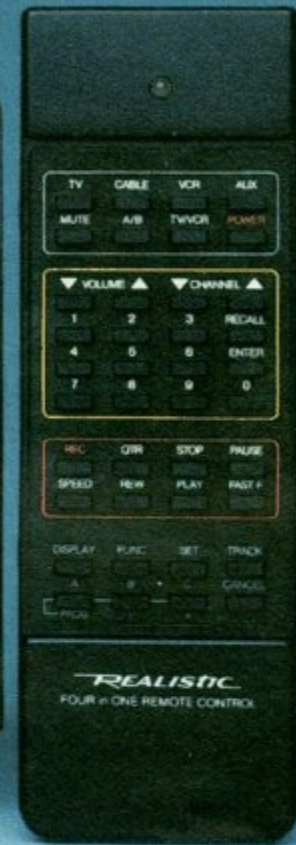 TV CABLE VCR AUX
MUTE A/B TV/VCR POWER
▼ VOLUME ▲ ▼ CHANNEL ▲
1 2 3 RECALL
4 5 6 ENTER
7 8 9 0
REC OTR STOP PAUSE
SPEED REW PLAY FAST F
DISPLAY FUNC SET TRACK
A B C CANCEL
PROG
REALISTIC
FOUR in ONE REMOTE CONTROL